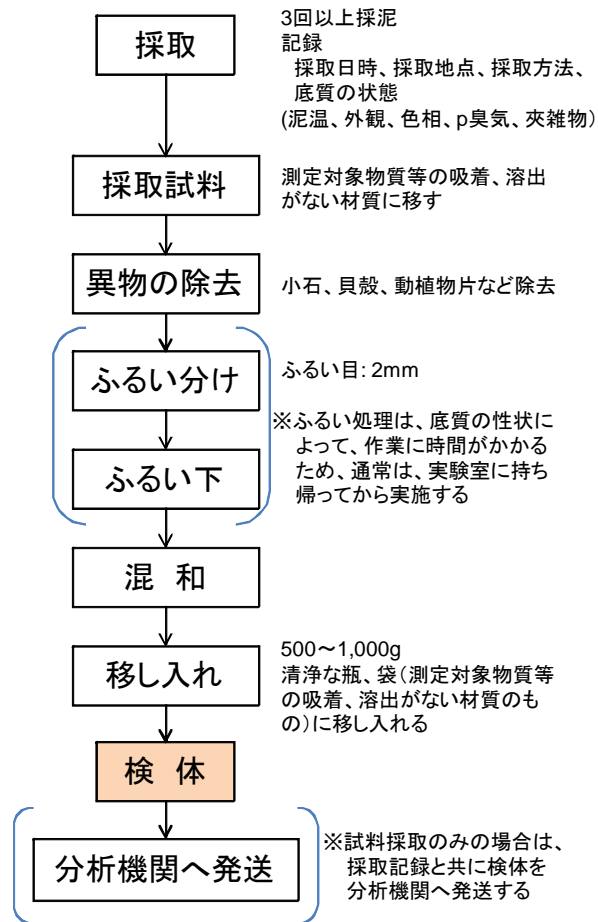 採取
3回以上採泥
記録
採取日時、採取地点、採取方法、
底質の状態
(泥温、外観、色相、p臭気、夾雑物)
採取試料
測定対象物質等の吸着、溶出
がない材質に移す
異物の除去
小石、貝殻、動植物片など除去
ふるい分け
ふるい目: 2mm
※ふるい処理は、底質の性状に
よって、作業に時間がかかる
ため、通常は、実験室に持ち
帰ってから実施する
ふるい下
混 和
移し入れ
500～1,000g
清浄な瓶、袋(測定対象物質等
の吸着、溶出がない材質のも
の)に移し入れる
検 体
分析機関へ発送
※試料採取のみの場合は、
採取記録と共に検体を
分析機関へ発送する